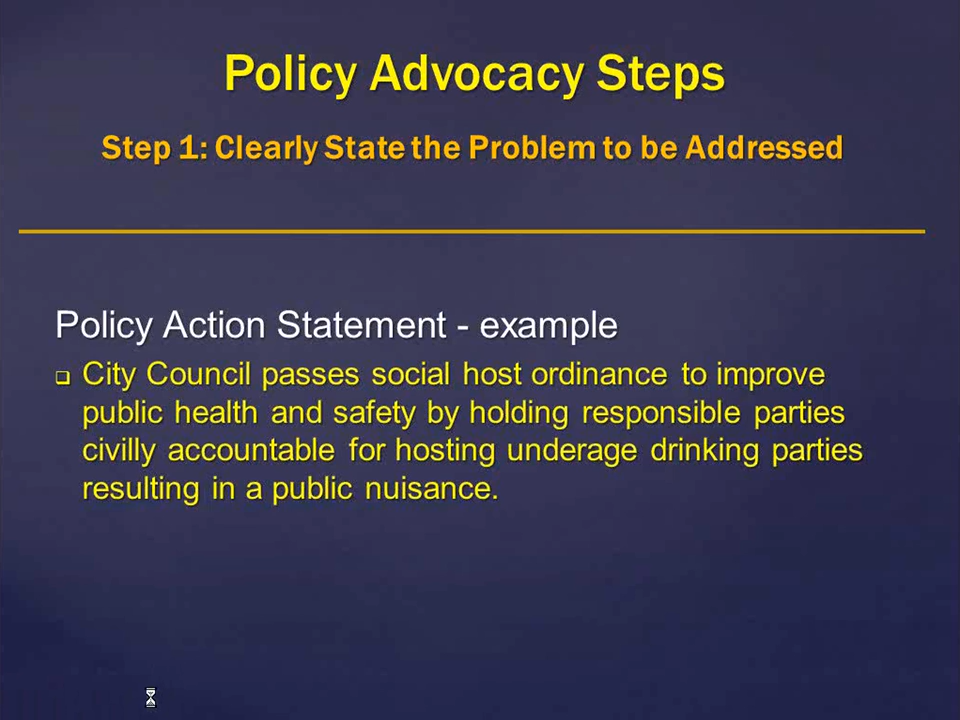 Policy Advocacy Steps
Step 1: Clearly State the Problem to be Addressed
Policy Action Statement - example
City Council passes social host ordinance to improve
public health and safety by holding responsible parties
civilly accountable for hosting underage drinking parties
resulting in a public nuisance.